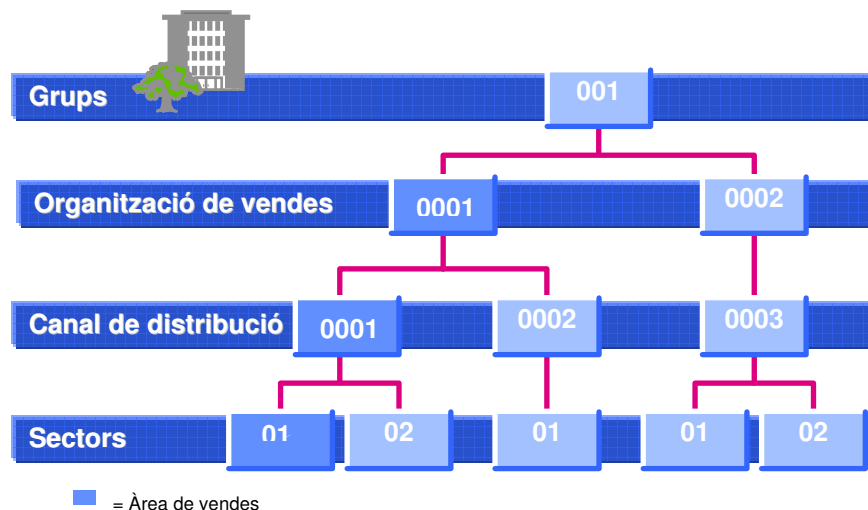 Grups 001
Organització de vendes 0001 0002
Canal de distribució 0001 0002 0003
Sectors 01 02 01 01 02
= Àrea de vendes